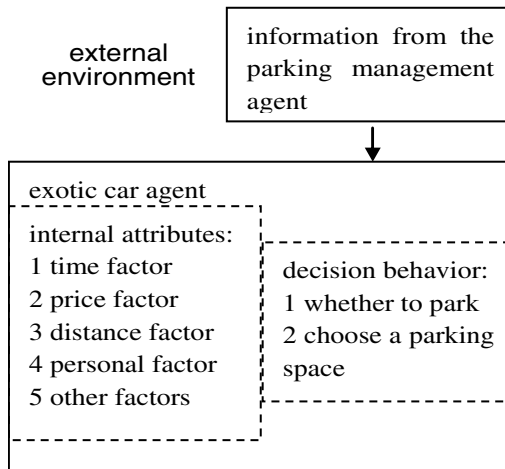 external
environment
information from the
parking management
agent
exotic car agent
internal attributes:
1 time factor
2 price factor
3 distance factor
4 personal factor
5 other factors
decision behavior:
1 whether to park
2 choose a parking
space